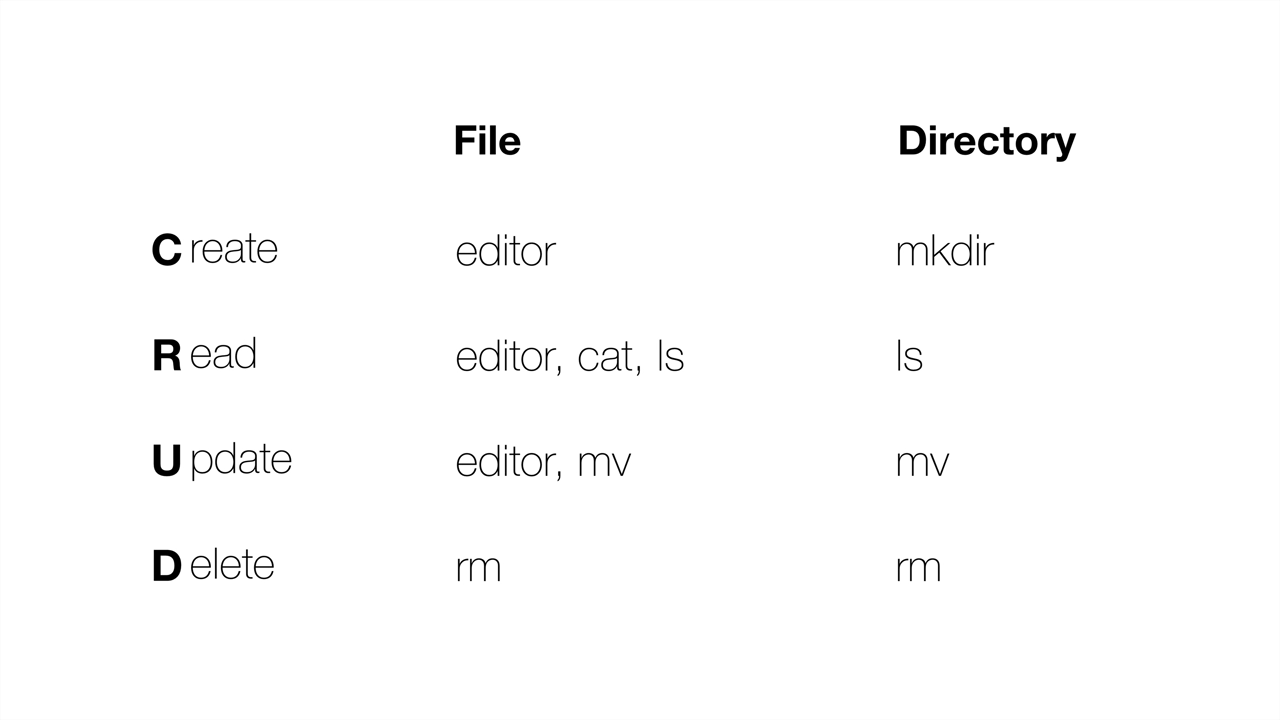 File Directory
Create editor mkdir
Read editor, cat, ls ls
Update editor, mv mv
Delete rm rm